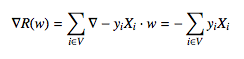 ∇R(w) = ∑_{i∈V} ∇ − y_i X_i · w = − ∑_{i∈V} y_i X_i